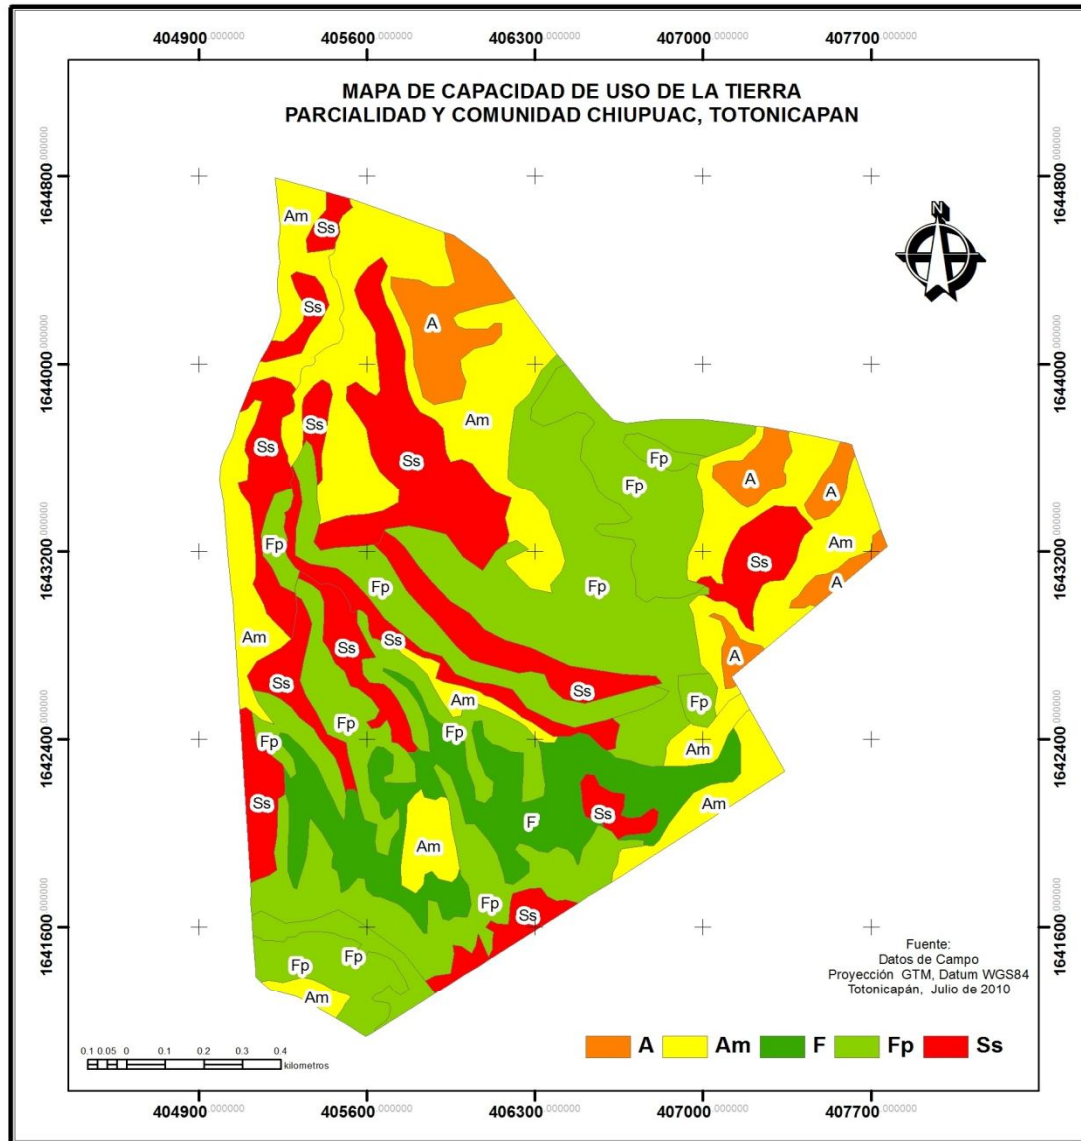 404900.000000 405600.000000 406300.000000 407000.000000 407700.000000
MAPA DE CAPACIDAD DE USO DE LA TIERRA
PARCIALIDAD Y COMUNIDAD CHIUPUAC, TOTONICAPAN
1644800.000000
1644800.000000
N
Am
Ss
Ss
A
1644000.000000
1644000.000000
Am
Ss
Ss
Ss
Fp
Fp
A
A
1643200.000000
1643200.000000
Fp
Am
Ss
Fp
Fp
A
Am
Ss
Ss
A
Ss
Ss
Am
Fp
Fp
Fp
Fp
Am
1642400.000000
1642400.000000
Ss
Am
F
Ss
Am
Fp
Ss
1641600.000000
1641600.000000
Fp
Fp
Am
Fuente:
Datos de Campo
Proyección GTM, Datum WGS84
Totonicapán, Julio de 2010
0.1 0.05 0 0.1 0.2 0.3 0.4
kilometros
A Am F Fp Ss
404900.000000 405600.000000 406300.000000 407000.000000 407700.000000